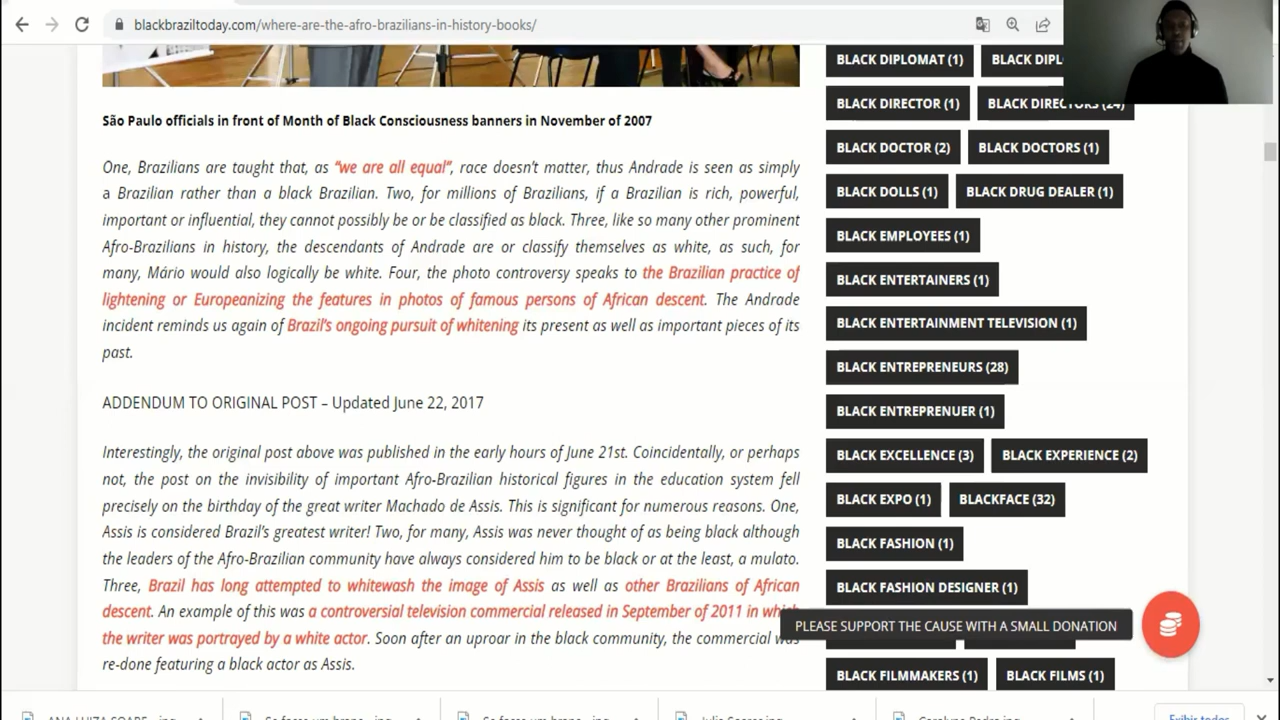 blackbraziltoday.com/where-are-the-afro-brazilians-in-history-books/
São Paulo officials in front of Month of Black Consciousness banners in November of 2007
One, Brazilians are taught that, as "we are all equal", race doesn't matter, thus Andrade is seen as simply
a Brazilian rather than a black Brazilian. Two, for millions of Brazilians, if a Brazilian is rich, powerful,
important or influential, they cannot possibly be or be classified as black. Three, like so many other prominent
Afro-Brazilians in history, the descendants of Andrade are or classify themselves as white, as such, for
many, Mário would also logically be white. Four, the photo controversy speaks to the Brazilian practice of
lightening or Europeanizing the features in photos of famous persons of African descent. The Andrade
incident reminds us again of Brazil's ongoing pursuit of whitening its present as well as important pieces of its
past.
ADDENDUM TO ORIGINAL POST – Updated June 22, 2017
Interestingly, the original post above was published in the early hours of June 21st. Coincidentally, or perhaps
not, the post on the invisibility of important Afro-Brazilian historical figures in the education system fell
precisely on the birthday of the great writer Machado de Assis. This is significant for numerous reasons. One,
Assis is considered Brazil's greatest writer! Two, for many, Assis was never thought of as being black although
the leaders of the Afro-Brazilian community have always considered him to be black or at the least, a mulato.
Three, Brazil has long attempted to whitewash the image of Assis as well as other Brazilians of African
descent. An example of this was a controversial television commercial released in September of 2011 in which
the writer was portrayed by a white actor. Soon after an uproar in the black community, the commercial was
re-done featuring a black actor as Assis.
BLACK DIPLOMAT (1) BLACK DIPL
BLACK DIRECTOR (1) BLACK DIRECTORS (24)
BLACK DOCTOR (2) BLACK DOCTORS (1)
BLACK DOLLS (1) BLACK DRUG DEALER (1)
BLACK EMPLOYEES (1)
BLACK ENTERTAINERS (1)
BLACK ENTERTAINMENT TELEVISION (1)
BLACK ENTREPRENEURS (28)
BLACK ENTREPRENUER (1)
BLACK EXCELLENCE (3) BLACK EXPERIENCE (2)
BLACK EXPO (1) BLACKFACE (32)
BLACK FASHION (1)
BLACK FASHION DESIGNER (1)
PLEASE SUPPORT THE CAUSE WITH A SMALL DONATION
BLACK FILMMAKERS (1) BLACK FILMS (1)
Exibir todos